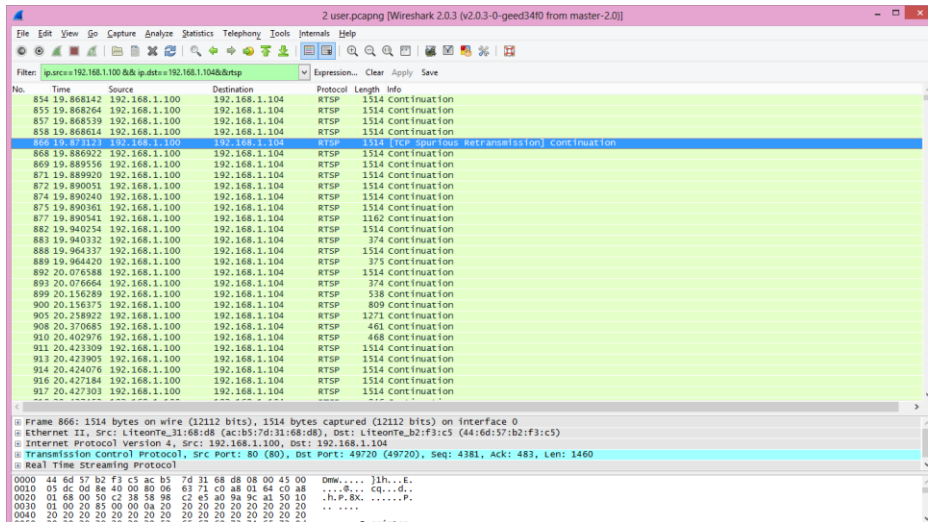 2 user.pcapng [Wireshark 2.0.3 (v2.0.3-0-geed34f0 from master-2.0)]
File Edit View Go Capture Analyze Statistics Telephony Tools Internals Help
Filter: ip.src==192.168.1.100 && ip.dst==192.168.1.104&&rtsp Expression... Clear Apply Save
No. Time Source Destination Protocol Length Info
854 19.868142 192.168.1.100 192.168.1.104 RTSP 1514 Continuation
855 19.868264 192.168.1.100 192.168.1.104 RTSP 1514 Continuation
857 19.868539 192.168.1.100 192.168.1.104 RTSP 1514 Continuation
858 19.868614 192.168.1.100 192.168.1.104 RTSP 1514 Continuation
866 19.873123 192.168.1.100 192.168.1.104 RTSP 1514 [TCP Spurious Retransmission] Continuation
868 19.886922 192.168.1.100 192.168.1.104 RTSP 1514 Continuation
869 19.889556 192.168.1.100 192.168.1.104 RTSP 1514 Continuation
871 19.889920 192.168.1.100 192.168.1.104 RTSP 1514 Continuation
872 19.890051 192.168.1.100 192.168.1.104 RTSP 1514 Continuation
874 19.890240 192.168.1.100 192.168.1.104 RTSP 1514 Continuation
875 19.890361 192.168.1.100 192.168.1.104 RTSP 1514 Continuation
877 19.890541 192.168.1.100 192.168.1.104 RTSP 1162 Continuation
882 19.940254 192.168.1.100 192.168.1.104 RTSP 1514 Continuation
883 19.940332 192.168.1.100 192.168.1.104 RTSP 374 Continuation
888 19.964337 192.168.1.100 192.168.1.104 RTSP 1514 Continuation
889 19.964420 192.168.1.100 192.168.1.104 RTSP 375 Continuation
892 20.076588 192.168.1.100 192.168.1.104 RTSP 1514 Continuation
893 20.076664 192.168.1.100 192.168.1.104 RTSP 374 Continuation
899 20.156289 192.168.1.100 192.168.1.104 RTSP 538 Continuation
900 20.156375 192.168.1.100 192.168.1.104 RTSP 809 Continuation
905 20.258922 192.168.1.100 192.168.1.104 RTSP 1271 Continuation
908 20.370685 192.168.1.100 192.168.1.104 RTSP 461 Continuation
910 20.402976 192.168.1.100 192.168.1.104 RTSP 468 Continuation
911 20.423309 192.168.1.100 192.168.1.104 RTSP 1514 Continuation
913 20.423905 192.168.1.100 192.168.1.104 RTSP 1514 Continuation
914 20.424076 192.168.1.100 192.168.1.104 RTSP 1514 Continuation
916 20.427184 192.168.1.100 192.168.1.104 RTSP 1514 Continuation
917 20.427303 192.168.1.100 192.168.1.104 RTSP 1514 Continuation
Frame 866: 1514 bytes on wire (12112 bits), 1514 bytes captured (12112 bits) on interface 0
Ethernet II, Src: LiteonTe_31:68:d8 (ac:b5:7d:31:68:d8), Dst: LiteonTe_b2:f3:c5 (44:6d:57:b2:f3:c5)
Internet Protocol Version 4, Src: 192.168.1.100, Dst: 192.168.1.104
Transmission Control Protocol, Src Port: 80 (80), Dst Port: 49720 (49720), Seq: 4381, Ack: 483, Len: 1460
Real Time Streaming Protocol
0000 44 6d 57 b2 f3 c5 ac b5 7d 31 68 d8 08 00 45 00 DmW..... }1h...E.
0010 05 dc 0d 8e 40 00 80 06 63 71 c0 a8 01 64 c0 a8 ....@... cq...d..
0020 01 68 00 50 c2 38 58 98 c2 e5 a0 9a 9c a1 50 10 .h.P.8X. ......P.
0030 01 00 20 85 00 00 0a 20 20 20 20 20 20 20 20 20 .. ....
0040 20 20 20 20 20 20 20 20 20 20 20 20 20 20 20 20